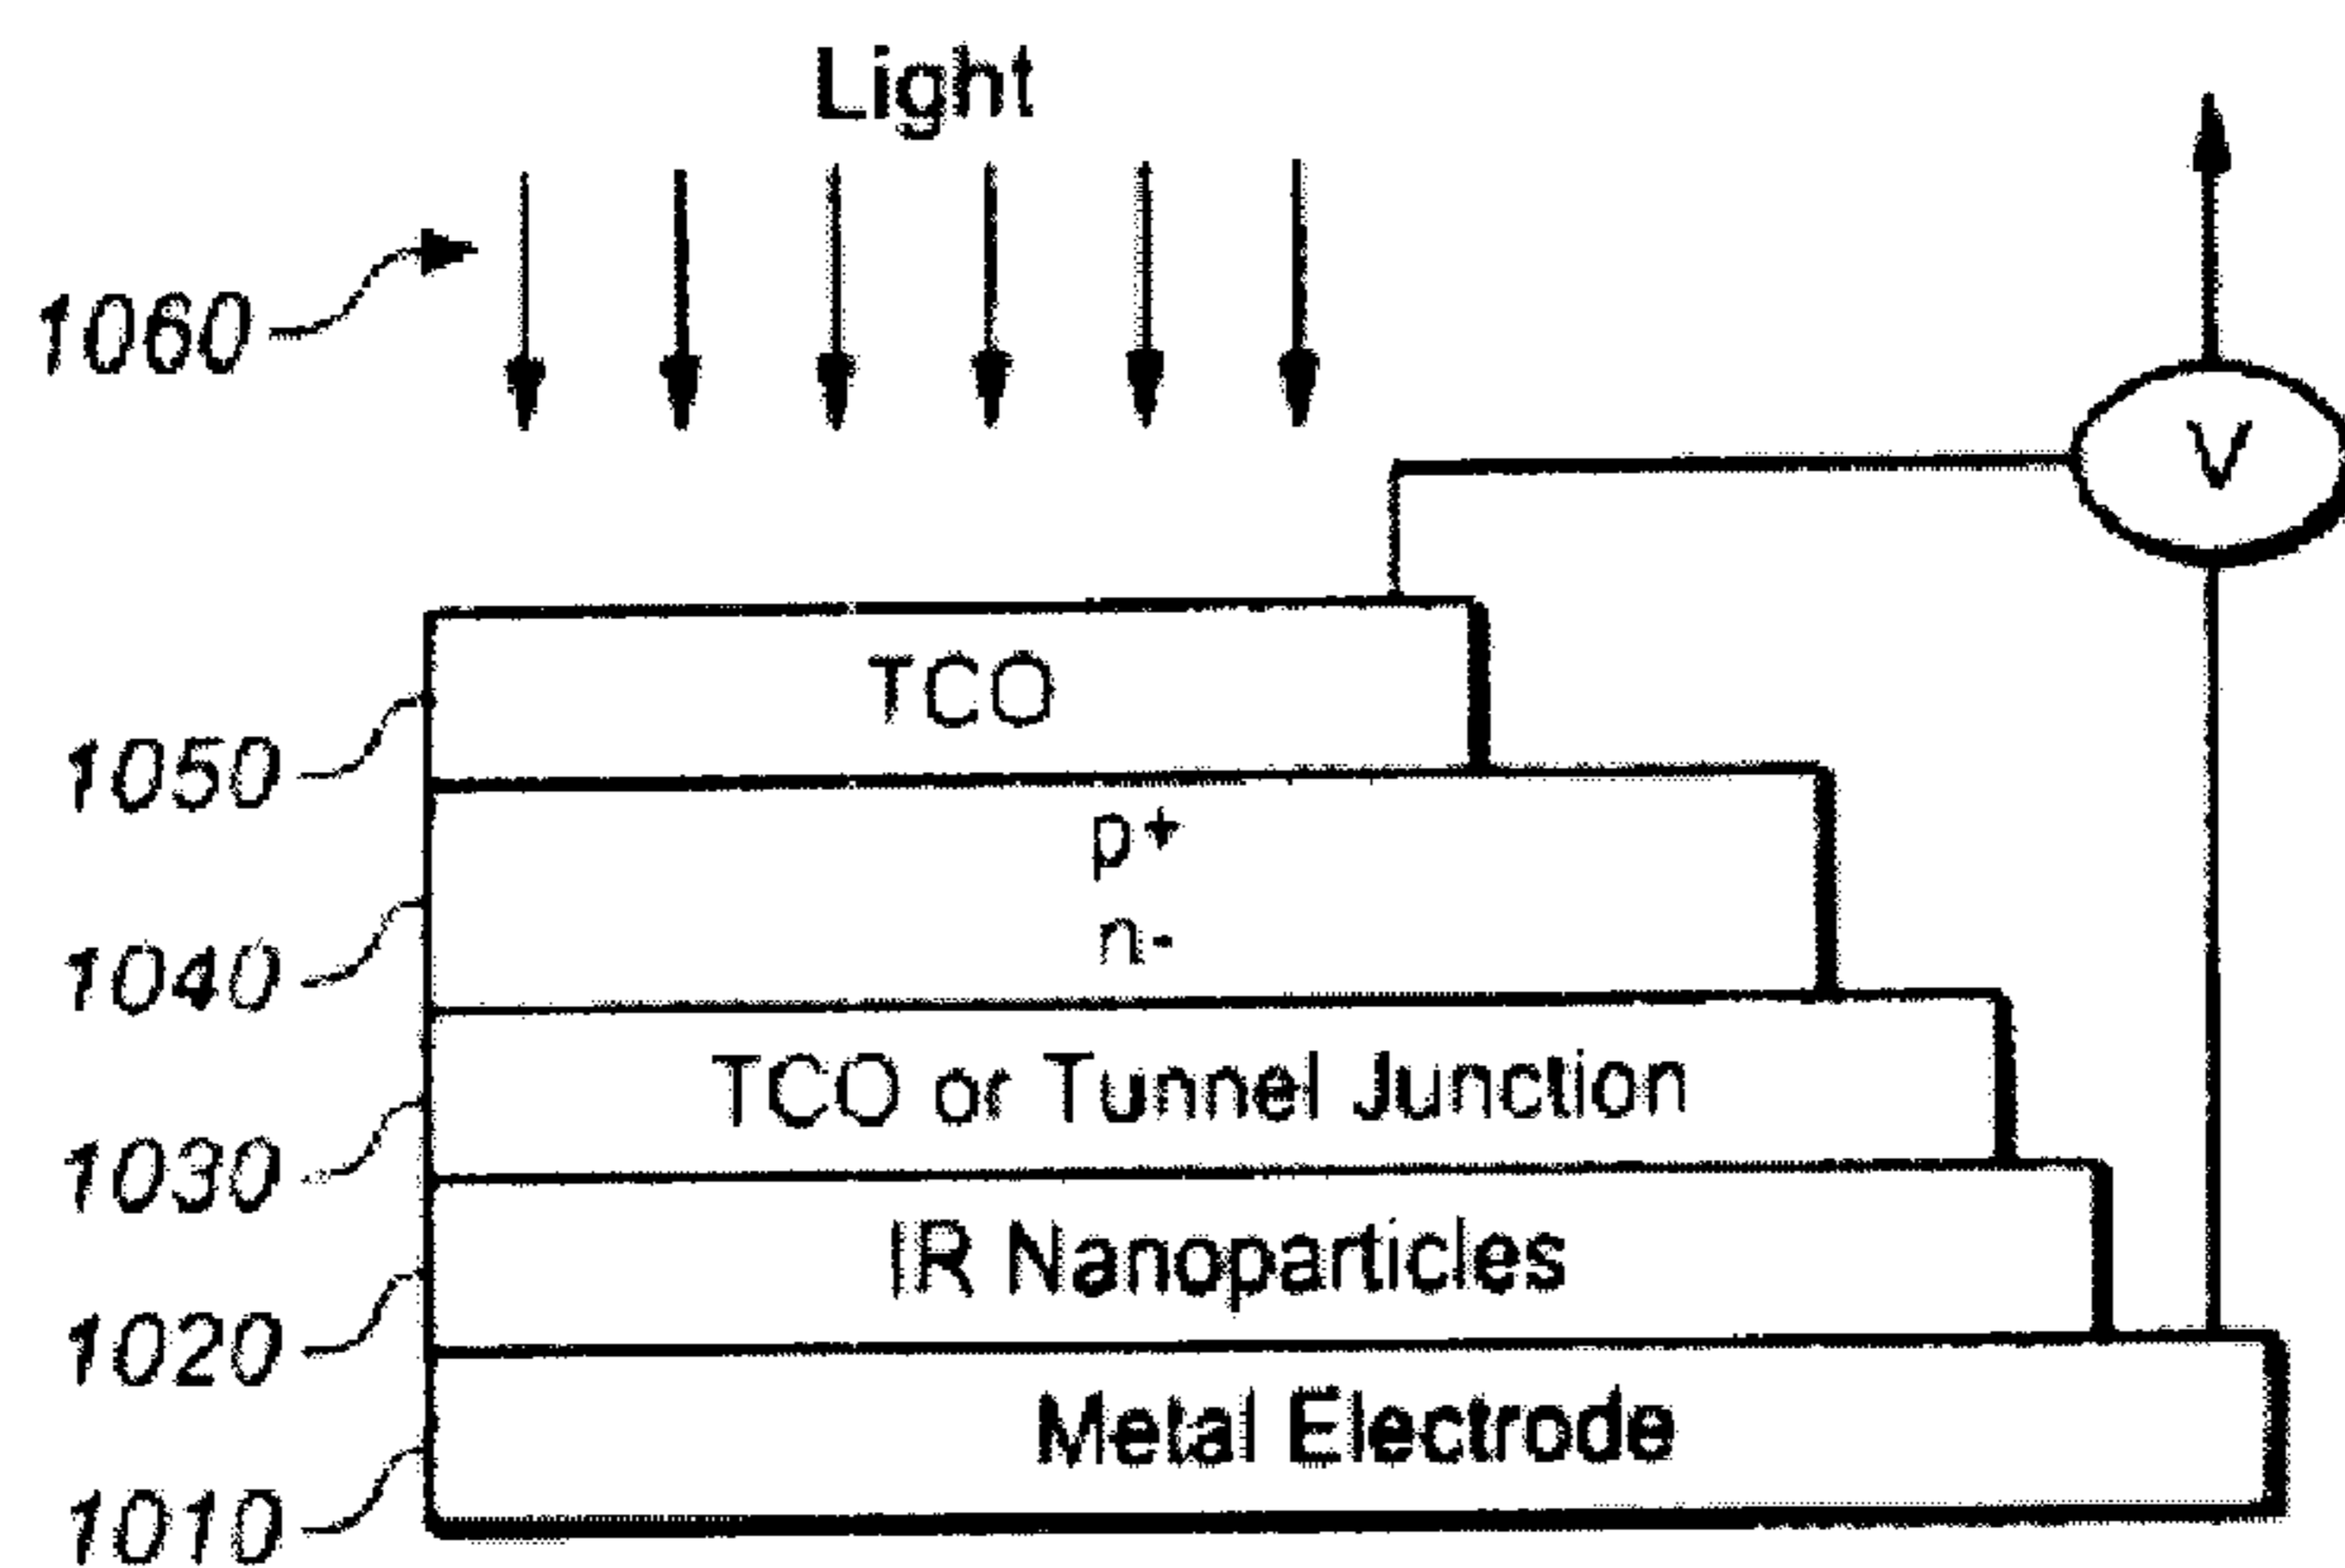 Light
1060
V
TCO
1050
p+
n-
1040
TCO or Tunnel Junction
1030
IR Nanoparticles
1020
Metal Electrode
1010